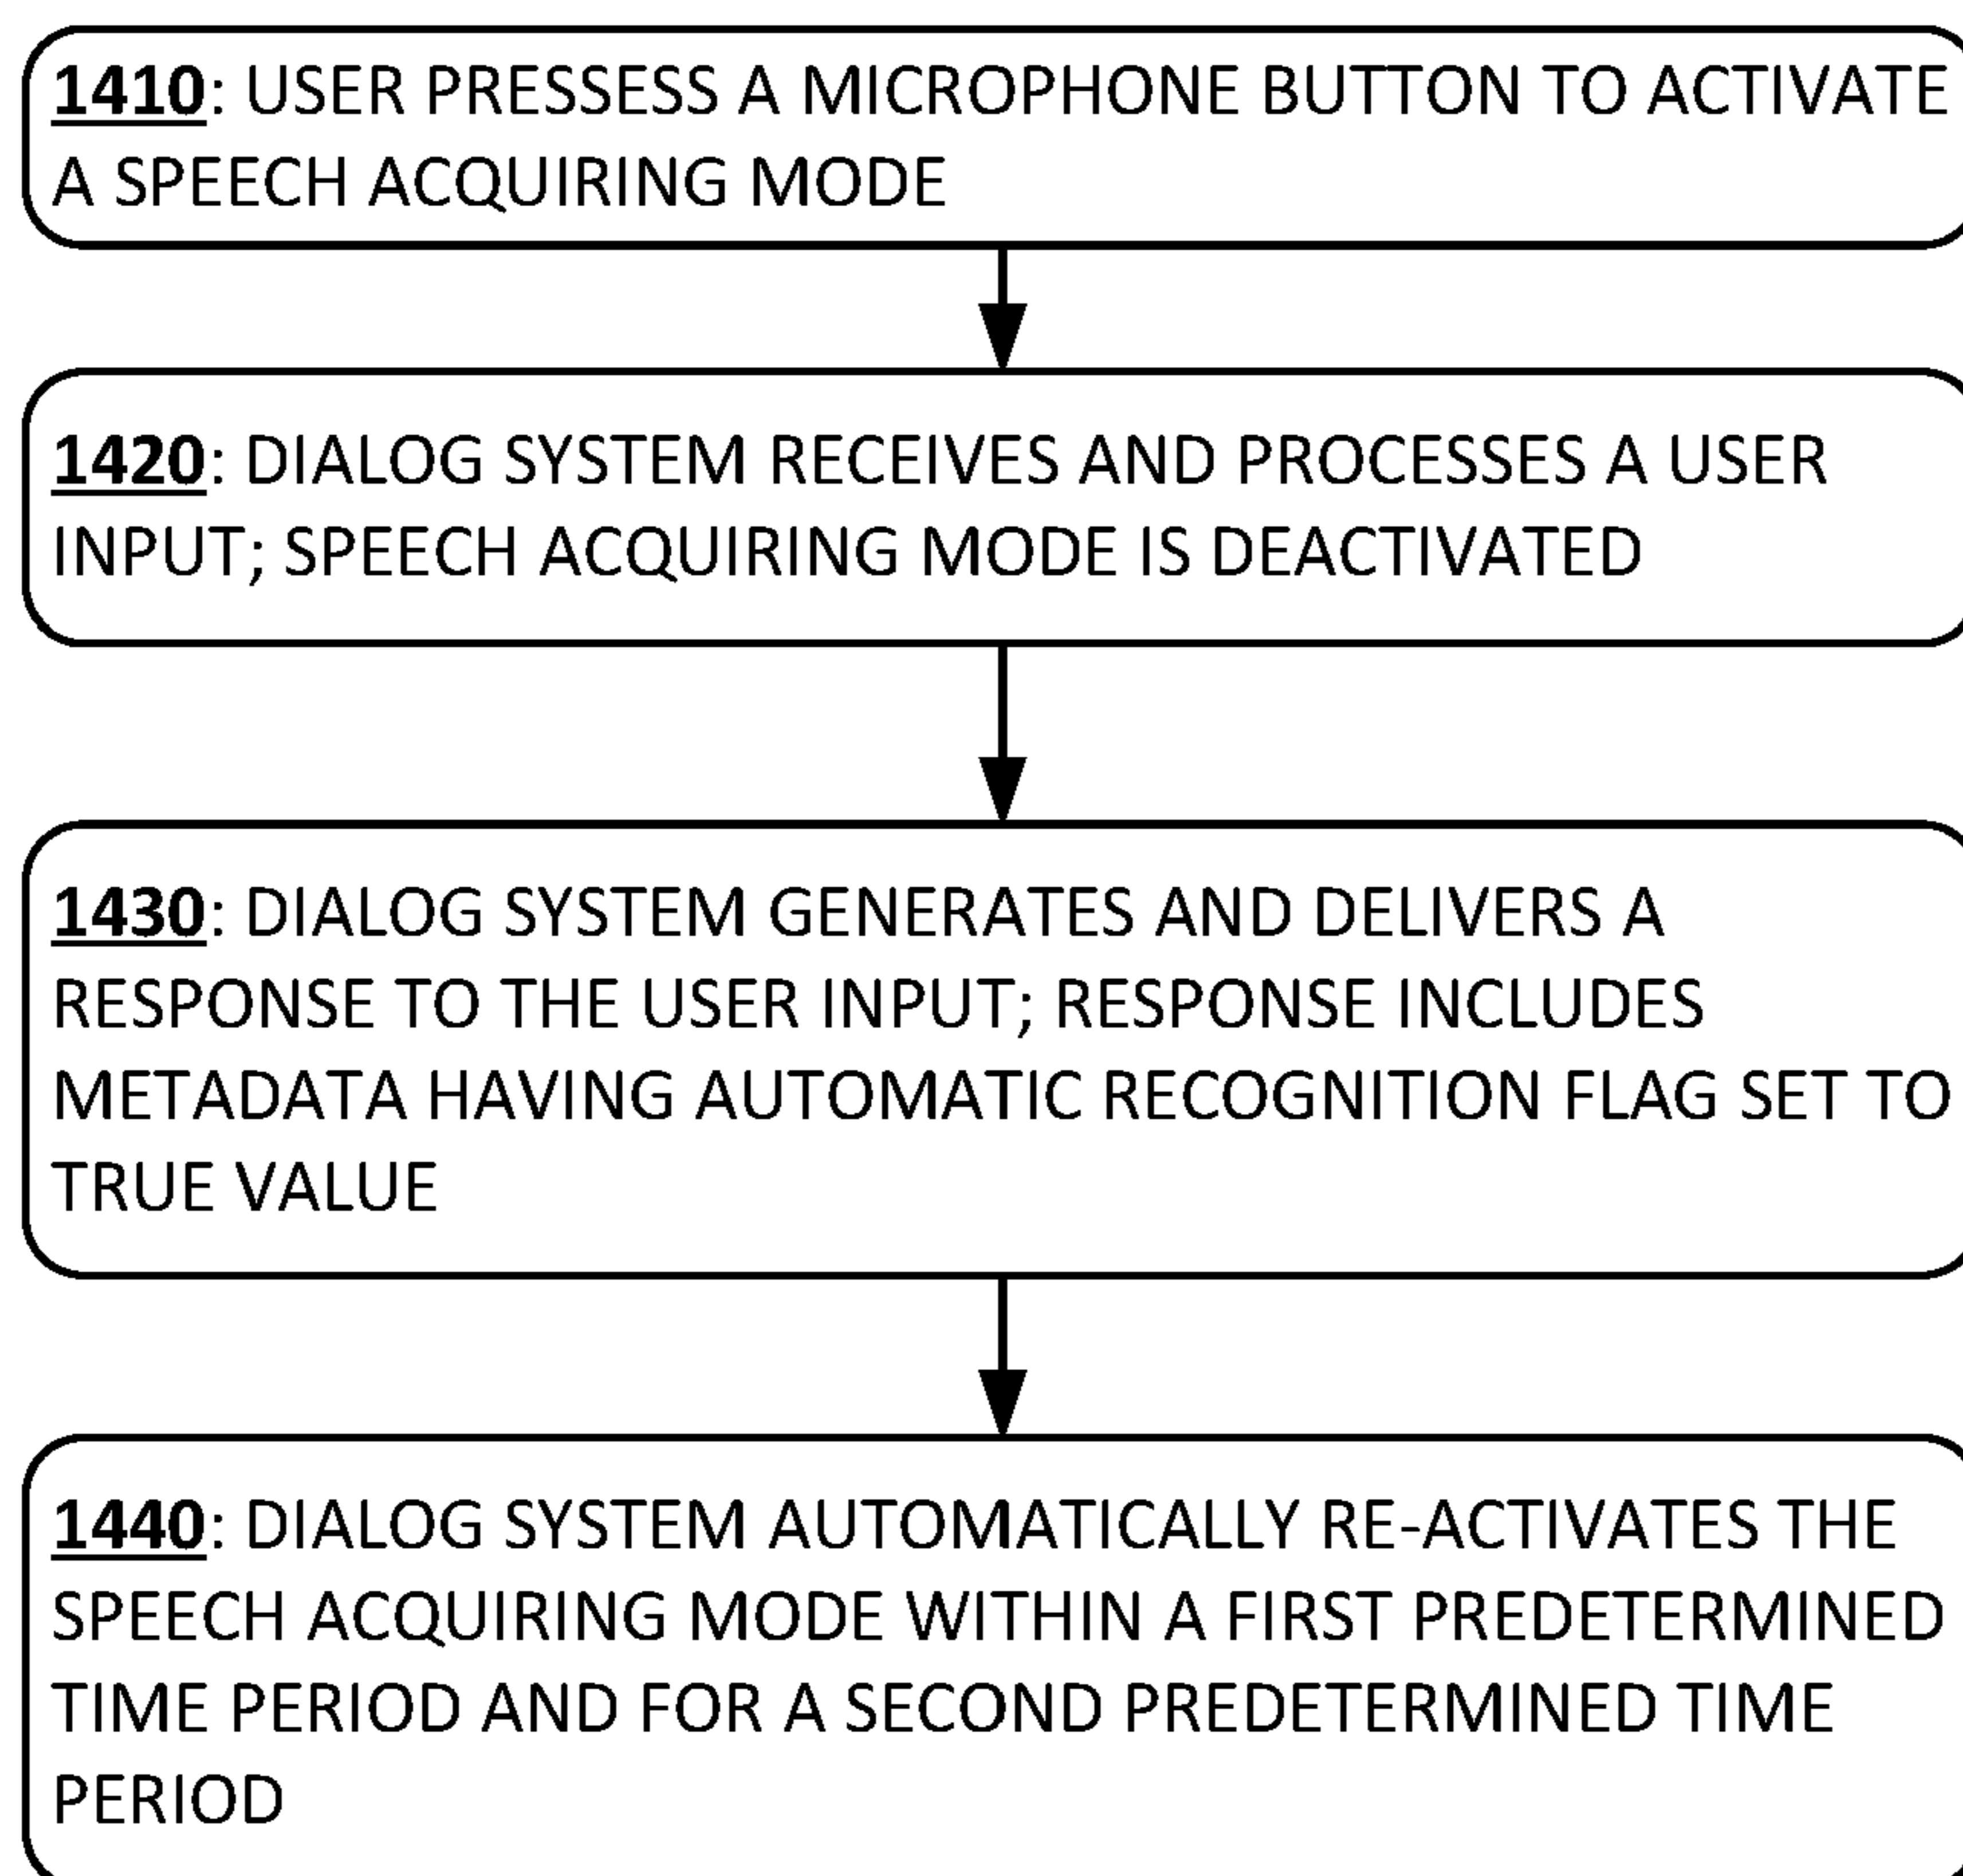 1410: USER PRESSESS A MICROPHONE BUTTON TO ACTIVATE
A SPEECH ACQUIRING MODE
1420: DIALOG SYSTEM RECEIVES AND PROCESSES A USER
INPUT; SPEECH ACQUIRING MODE IS DEACTIVATED
1430: DIALOG SYSTEM GENERATES AND DELIVERS A
RESPONSE TO THE USER INPUT; RESPONSE INCLUDES
METADATA HAVING AUTOMATIC RECOGNITION FLAG SET TO
TRUE VALUE
1440: DIALOG SYSTEM AUTOMATICALLY RE-ACTIVATES THE
SPEECH ACQUIRING MODE WITHIN A FIRST PREDETERMINED
TIME PERIOD AND FOR A SECOND PREDETERMINED TIME
PERIOD